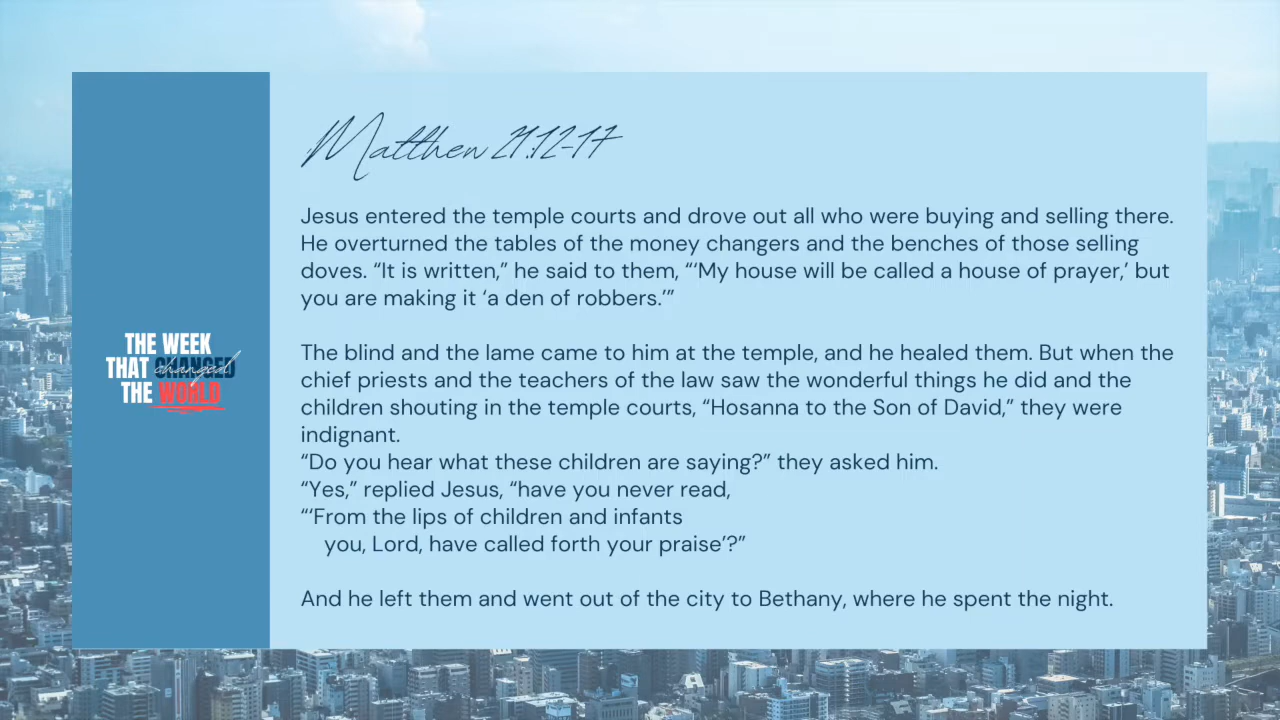 THE WEEK
THAT CHANGED changed
THE WORLD
Matthew 21:12-17
Jesus entered the temple courts and drove out all who were buying and selling there.
He overturned the tables of the money changers and the benches of those selling
doves. “It is written,” he said to them, “‘My house will be called a house of prayer,’ but
you are making it ‘a den of robbers.’”
The blind and the lame came to him at the temple, and he healed them. But when the
chief priests and the teachers of the law saw the wonderful things he did and the
children shouting in the temple courts, “Hosanna to the Son of David,” they were
indignant.
“Do you hear what these children are saying?” they asked him.
“Yes,” replied Jesus, “have you never read,
“‘From the lips of children and infants
you, Lord, have called forth your praise’?”
And he left them and went out of the city to Bethany, where he spent the night.